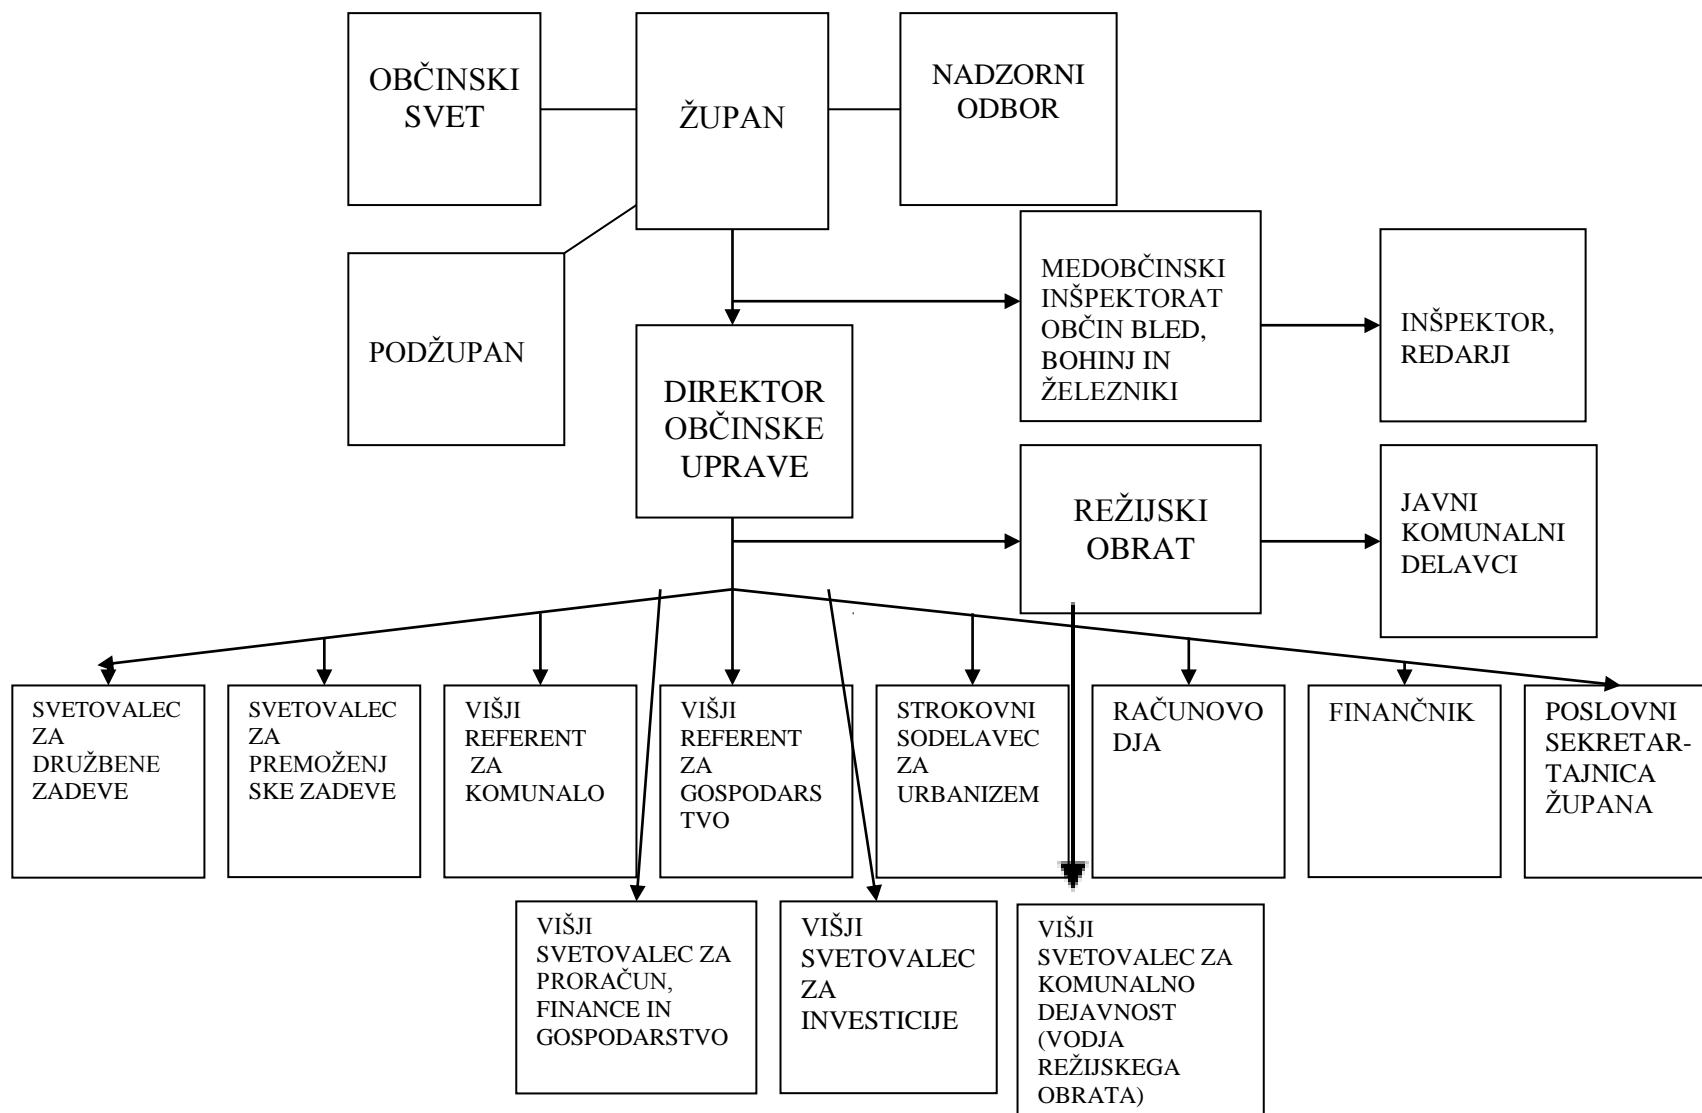 OBČINSKI
SVET
ŽUPAN
NADZORNI
ODBOR
PODŽUPAN
MEDOBČINSKI
INŠPEKTORAT
OBČIN BLED,
BOHINJ IN
ŽELEZNIKI
INŠPEKTOR,
REDARJI
DIREKTOR
OBČINSKE
UPRAVE
REŽIJSKI
OBRAT
JAVNI
KOMUNALNI
DELAVCI
SVETOVALEC
ZA
DRUŽBENE
ZADEVE
SVETOVALEC
ZA
PREMOŽENJ
SKE ZADEVE
VIŠJI
REFERENT
ZA
KOMUNALO
VIŠJI
REFERENT
ZA
GOSPODARS
TVO
STROKOVNI
SODELAVEC
ZA
URBANIZEM
RAČUNOVO
DJA
FINANČNIK
POSLOVNI
SEKRETAR-
TAJNICA
ŽUPANA
VIŠJI
SVETOVALEC ZA
PRORAČUN,
FINANCE IN
GOSPODARSTVO
VIŠJI
SVETOVALEC
ZA
INVESTICIJE
VIŠJI
SVETOVALEC ZA
KOMUNALNO
DEJAVNOST
(VODJA
REŽIJSKEGA
OBRATA)